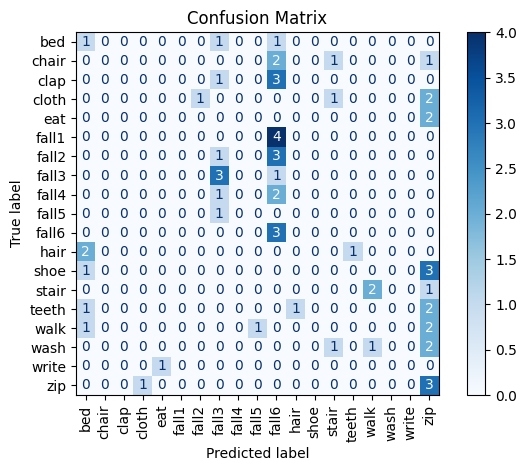 Confusion Matrix
bed 1 0 0 0 0 0 0 1 0 0 1 0 0 0 0 0 0 0 0
chair 0 0 0 0 0 0 0 0 0 0 2 0 0 1 0 0 0 0 1
clap 0 0 0 0 0 0 0 1 0 0 3 0 0 0 0 0 0 0 0
cloth 0 0 0 0 0 0 1 0 0 0 0 0 0 1 0 0 0 0 2
eat 0 0 0 0 0 0 0 0 0 0 0 0 0 0 0 0 0 0 2
fall1 0 0 0 0 0 0 0 0 0 0 4 0 0 0 0 0 0 0 0
fall2 0 0 0 0 0 0 0 1 0 0 3 0 0 0 0 0 0 0 0
fall3 0 0 0 0 0 0 0 3 0 0 1 0 0 0 0 0 0 0 0
fall4 0 0 0 0 0 0 0 1 0 0 2 0 0 0 0 0 0 0 0
fall5 0 0 0 0 0 0 0 1 0 0 0 0 0 0 0 0 0 0 0
fall6 0 0 0 0 0 0 0 0 0 0 3 0 0 0 0 0 0 0 0
hair 2 0 0 0 0 0 0 0 0 0 0 0 0 0 1 0 0 0 0
shoe 1 0 0 0 0 0 0 0 0 0 0 0 0 0 0 0 0 0 3
stair 0 0 0 0 0 0 0 0 0 0 0 0 0 0 0 2 0 0 1
teeth 1 0 0 0 0 0 0 0 0 0 0 1 0 0 0 0 0 0 2
walk 1 0 0 0 0 0 0 0 0 1 0 0 0 0 0 0 0 0 2
wash 0 0 0 0 0 0 0 0 0 0 0 0 0 1 0 1 0 0 2
write 0 0 0 0 1 0 0 0 0 0 0 0 0 0 0 0 0 0 0
zip 0 0 0 1 0 0 0 0 0 0 0 0 0 0 0 0 0 0 3
bed chair clap cloth eat fall1 fall2 fall3 fall4 fall5 fall6 hair shoe stair teeth walk wash write zip
Predicted label
True label
4.0
3.5
3.0
2.5
2.0
1.5
1.0
0.5
0.0